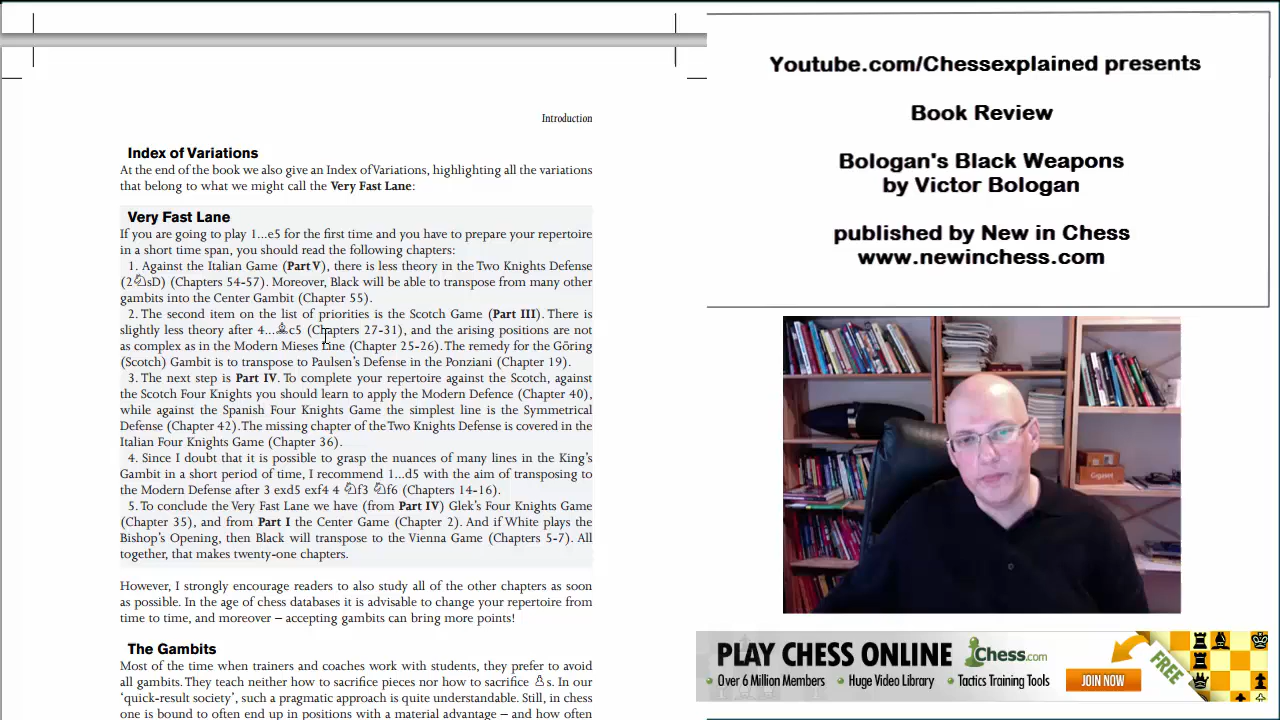 Introduction
Index of Variations
At the end of the book we also give an Index of Variations, highlighting all the variations
that belong to what we might call the Very Fast Lane:
Very Fast Lane
If you are going to play 1...e5 for the first time and you have to prepare your repertoire
in a short time span, you should read the following chapters:
1. Against the Italian Game (Part V), there is less theory in the Two Knights Defense
(2♘sD) (Chapters 54-57). Moreover, Black will be able to transpose from many other
gambits into the Center Gambit (Chapter 55).
2. The second item on the list of priorities is the Scotch Game (Part III). There is
slightly less theory after 4...♗c5 (Chapters 27-31), and the arising positions are not
as complex as in the Modern Mieses line (Chapter 25-26). The remedy for the Göring
(Scotch) Gambit is to transpose to Paulsen's Defense in the Ponziani (Chapter 19).
3. The next step is Part IV. To complete your repertoire against the Scotch, against
the Scotch Four Knights you should learn to apply the Modern Defence (Chapter 40),
while against the Spanish Four Knights Game the simplest line is the Symmetrical
Defense (Chapter 42). The missing chapter of the Two Knights Defense is covered in the
Italian Four Knights Game (Chapter 36).
4. Since I doubt that it is possible to grasp the nuances of many lines in the King's
Gambit in a short period of time, I recommend 1...d5 with the aim of transposing to
the Modern Defense after 3 exd5 exf4 4 ♘f3 ♘f6 (Chapters 14-16).
5. To conclude the Very Fast Lane we have (from Part IV) Glek's Four Knights Game
(Chapter 35), and from Part I the Center Game (Chapter 2). And if White plays the
Bishop's Opening, then Black will transpose to the Vienna Game (Chapters 5-7). All
together, that makes twenty-one chapters.
However, I strongly encourage readers to also study all of the other chapters as soon
as possible. In the age of chess databases it is advisable to change your repertoire from
time to time, and moreover – accepting gambits can bring more points!
The Gambits
Most of the time when trainers and coaches work with students, they prefer to avoid
all gambits. They teach neither how to sacrifice pieces nor how to sacrifice ♙s. In our
'quick-result society', such a pragmatic approach is quite understandable. Still, in chess
one is bound to often end up in positions with a material advantage – and how often
Youtube.com/Chessexplained presents
Book Review
Bologan's Black Weapons
by Victor Bologan
published by New in Chess
www.newinchess.com
Gigaset
PLAY CHESS ONLINE
Chess.com
• Over 6 Million Members • Huge Video Library • Tactics Training Tools
JOIN NOW
FREE